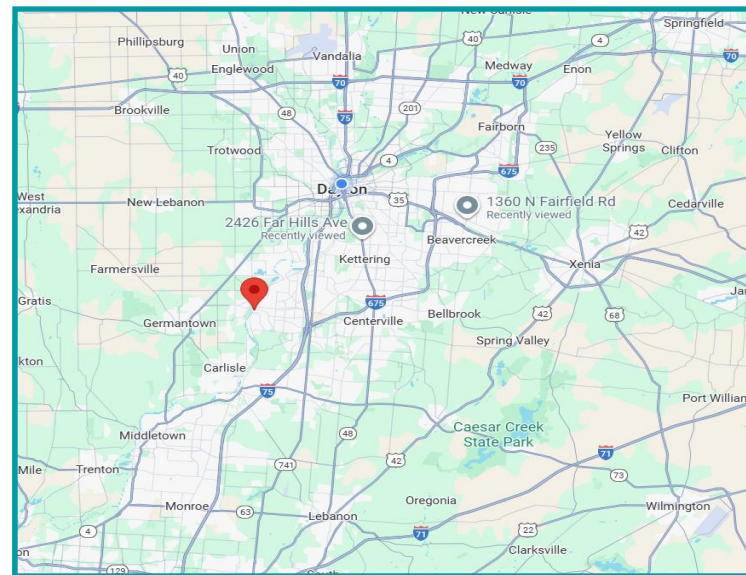 New Carlisle
Springfield
Phillipsburg
Union
40
4
Vandalia
Englewood
Medway
Enon
70
40
70
70
Brookville
75
201
48
Fairborn
Trotwood
4
235
Yellow
Springs
Clifton
675
Dayton
35
1360 N Fairfield Rd
Recently viewed
Cedarville
West
exandria
New Lebanon
2426 Far Hills Ave
Recently viewed
Beavercreek
42
Kettering
Xenia
Farmersville
Gratis
675
Jar
Germantown
Centerville
Bellbrook
42
68
Spring Valley
kton
Carlisle
75
Port William
Caesar Creek
State Park
Middletown
48
71
42
Mile
Trenton
741
73
Oregonia
Monroe
63
Lebanon
Wilmington
4
22
71
Clarksville
on
129